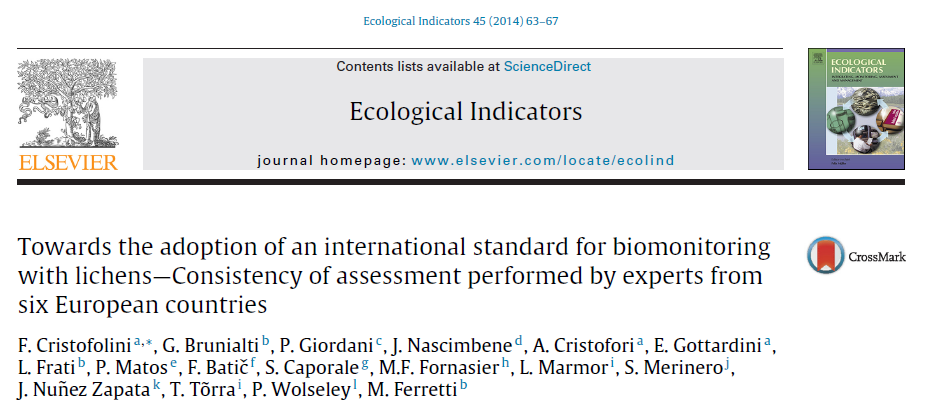 Ecological Indicators 45 (2014) 63–67
Contents lists available at ScienceDirect
Ecological Indicators
journal homepage: www.elsevier.com/locate/ecolind
ELSEVIER
ECOLOGICAL
INDICATORS
Towards the adoption of an international standard for biomonitoring
with lichens—Consistency of assessment performed by experts from
six European countries
CrossMark
F. Cristofolini a,∗, G. Brunialti b, P. Giordani c, J. Nascimbene d, A. Cristofori a, E. Gottardini a,
L. Frati b, P. Matos e, F. Batič f, S. Caporale g, M.F. Fornasier h, L. Marmor i, S. Merinero j,
J. Nuñez Zapata k, T. Tõrra i, P. Wolseley l, M. Ferretti b